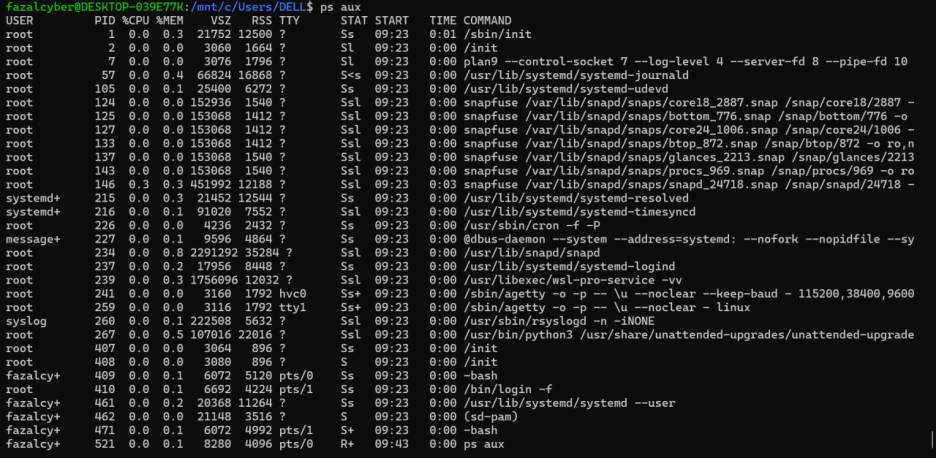 fazalcyber@DESKTOP-039E77K:/mnt/c/Users/DELL$ ps aux
USER PID %CPU %MEM VSZ RSS TTY STAT START TIME COMMAND
root 1 0.0 0.3 21752 12500 ? Ss 09:23 0:01 /sbin/init
root 2 0.0 0.0 3060 1664 ? Sl 09:23 0:00 /init
root 7 0.0 0.0 3076 1796 ? Sl 09:23 0:00 plan9 --control-socket 7 --log-level 4 --server-fd 8 --pipe-fd 10
root 57 0.0 0.4 66824 16868 ? S<s 09:23 0:00 /usr/lib/systemd/systemd-journald
root 105 0.0 0.1 25400 6272 ? Ss 09:23 0:00 /usr/lib/systemd/systemd-udevd
root 124 0.0 0.0 152936 1540 ? Ssl 09:23 0:00 snapfuse /var/lib/snapd/snaps/core18_2887.snap /snap/core18/2887 -
root 125 0.0 0.0 153068 1412 ? Ssl 09:23 0:00 snapfuse /var/lib/snapd/snaps/bottom_776.snap /snap/bottom/776 -o
root 127 0.0 0.0 153068 1412 ? Ssl 09:23 0:00 snapfuse /var/lib/snapd/snaps/core24_1006.snap /snap/core24/1006 -
root 133 0.0 0.0 153068 1412 ? Ssl 09:23 0:00 snapfuse /var/lib/snapd/snaps/btop_872.snap /snap/btop/872 -o ro,n
root 137 0.0 0.0 153068 1540 ? Ssl 09:23 0:00 snapfuse /var/lib/snapd/snaps/glances_2213.snap /snap/glances/2213
root 143 0.0 0.0 153068 1540 ? Ssl 09:23 0:00 snapfuse /var/lib/snapd/snaps/procs_969.snap /snap/procs/969 -o ro
root 146 0.3 0.3 451992 12188 ? Ssl 09:23 0:03 snapfuse /var/lib/snapd/snaps/snapd_24718.snap /snap/snapd/24718 -
systemd+ 215 0.0 0.3 21452 12544 ? Ss 09:23 0:00 /usr/lib/systemd/systemd-resolved
systemd+ 216 0.0 0.1 91020 7552 ? Ssl 09:23 0:00 /usr/lib/systemd/systemd-timesyncd
root 226 0.0 0.0 4236 2432 ? Ss 09:23 0:00 /usr/sbin/cron -f -P
message+ 227 0.0 0.1 9596 4864 ? Ss 09:23 0:00 @dbus-daemon --system --address=systemd: --nofork --nopidfile --sy
root 234 0.0 0.8 2291292 35284 ? Ssl 09:23 0:00 /usr/lib/snapd/snapd
root 237 0.0 0.2 17956 8448 ? Ss 09:23 0:00 /usr/lib/systemd/systemd-logind
root 239 0.0 0.3 1756096 12032 ? Ssl 09:23 0:00 /usr/libexec/wsl-pro-service -vv
root 241 0.0 0.0 3160 1792 hvc0 Ss+ 09:23 0:00 /sbin/agetty -o -p -- \u --noclear --keep-baud - 115200,38400,9600
root 259 0.0 0.0 3116 1792 tty1 Ss+ 09:23 0:00 /sbin/agetty -o -p -- \u --noclear - linux
syslog 260 0.0 0.1 222508 5632 ? Ssl 09:23 0:00 /usr/sbin/rsyslogd -n -iNONE
root 267 0.0 0.5 107016 22016 ? Ssl 09:23 0:00 /usr/bin/python3 /usr/share/unattended-upgrades/unattended-upgrade
root 407 0.0 0.0 3064 896 ? Ss 09:23 0:00 /init
root 408 0.0 0.0 3080 896 ? S 09:23 0:00 /init
fazalcy+ 409 0.0 0.1 6072 5120 pts/0 Ss 09:23 0:00 -bash
root 410 0.0 0.1 6692 4224 pts/1 Ss 09:23 0:00 /bin/login -f
fazalcy+ 461 0.0 0.2 20368 11264 ? Ss 09:23 0:00 /usr/lib/systemd/systemd --user
fazalcy+ 462 0.0 0.0 21148 3516 ? S 09:23 0:00 (sd-pam)
fazalcy+ 471 0.0 0.1 6072 4992 pts/1 S+ 09:23 0:00 -bash
fazalcy+ 521 0.0 0.1 8280 4096 pts/0 R+ 09:43 0:00 ps aux